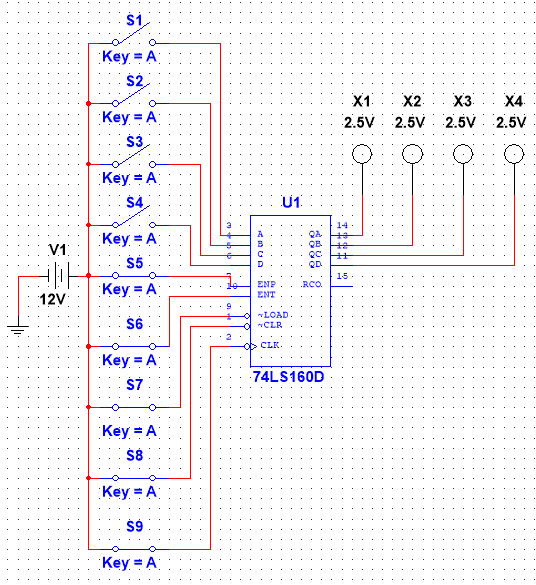 S1
Key = A
S2
Key = A
X1 X2 X3 X4
2.5V 2.5V 2.5V 2.5V
S3
Key = A
S4
Key = A
U1
3 A QA 14
4 B QB 13
5 C QC 12
6 D QD 11
V1
12V
S5
Key = A
7 ENP RCO 15
10 ENT
S6
Key = A
9 ~LOAD
1 ~CLR
2 CLK
74LS160D
S7
Key = A
S8
Key = A
S9
Key = A